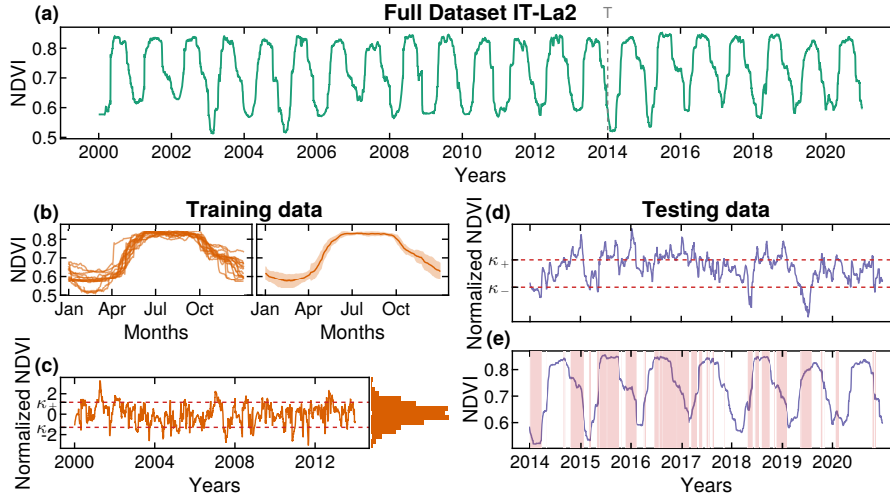 (a) Full Dataset IT-La2 T
NDVI
0.8
0.7
0.6
0.5
2000 2002 2004 2006 2008 2010 2012 2014 2016 2018 2020
Years
(b) Training data
NDVI
0.8
0.7
0.6
0.5
Jan Apr Jul Oct Jan Apr Jul Oct
Months Months
(c)
Normalized NDVI
2
κ+
0
κ−
−2
2000 2004 2008 2012
Years
(d) Testing data
Normalized NDVI
κ+
κ−
(e)
NDVI
0.8
0.7
0.6
2014 2015 2016 2017 2018 2019 2020
Years